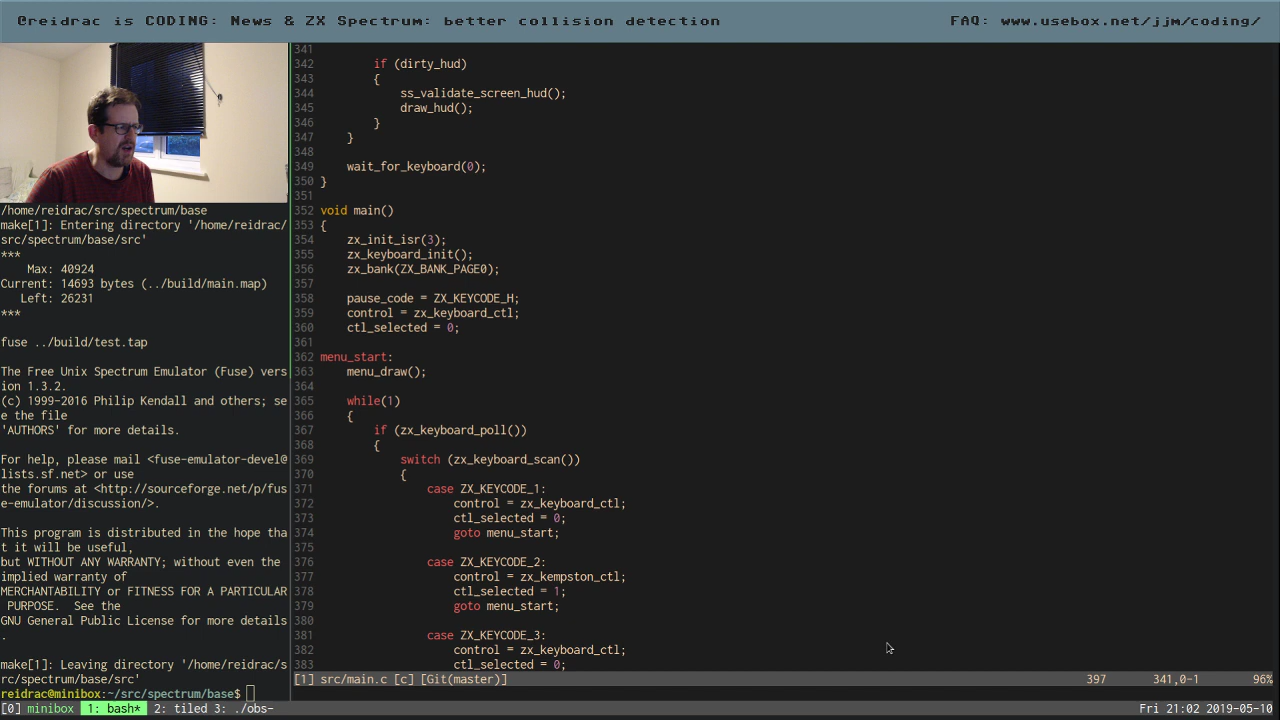 @reidrac is CODING: News & ZX Spectrum: better collision detection
FAQ: www.usebox.net/jjm/coding/
/home/reidrac/src/spectrum/base
make[1]: Entering directory '/home/reidrac/
src/spectrum/base/src'
***
    Max: 40924
Current: 14693 bytes (../build/main.map)
   Left: 26231
***
fuse ../build/test.tap
The Free Unix Spectrum Emulator (Fuse) vers
ion 1.3.2.
(c) 1999-2016 Philip Kendall and others; se
e the file
'AUTHORS' for more details.
For help, please mail <fuse-emulator-devel@
lists.sf.net> or use
the forums at <http://sourceforge.net/p/fus
e-emulator/discussion/>.
This program is distributed in the hope tha
t it will be useful,
but WITHOUT ANY WARRANTY; without even the
implied warranty of
MERCHANTABILITY or FITNESS FOR A PARTICULAR
 PURPOSE.  See the
GNU General Public License for more details
.
make[1]: Leaving directory '/home/reidrac/s
rc/spectrum/base/src'
reidrac@minibox:~/src/spectrum/base$
341
342         if (dirty_hud)
343         {
344             ss_validate_screen_hud();
345             draw_hud();
346         }
347     }
348
349     wait_for_keyboard(0);
350 }
351
352 void main()
353 {
354     zx_init_isr(3);
355     zx_keyboard_init();
356     zx_bank(ZX_BANK_PAGE0);
357
358     pause_code = ZX_KEYCODE_H;
359     control = zx_keyboard_ctl;
360     ctl_selected = 0;
361
362 menu_start:
363     menu_draw();
364
365     while(1)
366     {
367         if (zx_keyboard_poll())
368         {
369             switch (zx_keyboard_scan())
370             {
371                 case ZX_KEYCODE_1:
372                     control = zx_keyboard_ctl;
373                     ctl_selected = 0;
374                     goto menu_start;
375
376                 case ZX_KEYCODE_2:
377                     control = zx_kempston_ctl;
378                     ctl_selected = 1;
379                     goto menu_start;
380
381                 case ZX_KEYCODE_3:
382                     control = zx_keyboard_ctl;
383                     ctl_selected = 0;
[1] src/main.c [c] [Git(master)] 397 341,0-1 96%
[0] minibox 1: bash* 2: tiled 3: ./obs- Fri 21:02 2019-05-10